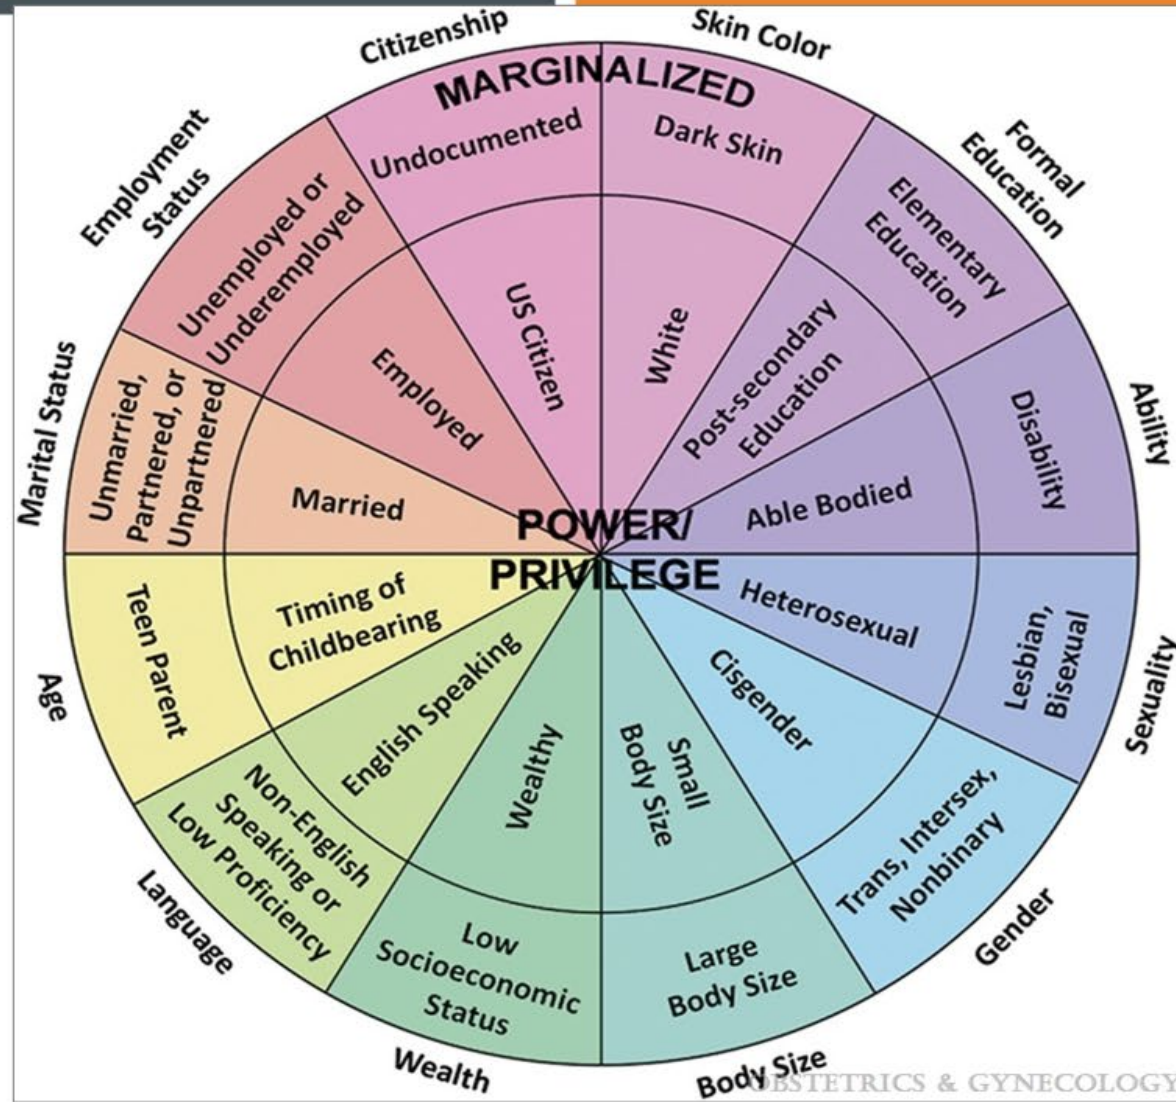 Citizenship
Skin Color
MARGINALIZED
Undocumented
Dark Skin
Formal
Education
Elementary
Education
Employment
Status
Unemployed or
Underemployed
US Citizen
White
Post-secondary
Education
Employed
Ability
Disability
Able Bodied
Marital Status
Unmarried,
Partnered, or
Unpartnered
Married
POWER/
PRIVILEGE
Heterosexual
Lesbian,
Bisexual
Sexuality
Timing of
Childbearing
Teen Parent
Age
English Speaking
Cisgender
Wealthy
Small
Body Size
Trans, Intersex,
Nonbinary
Gender
Non-English
Speaking or
Low Proficiency
Language
Low
Socioeconomic
Status
Large
Body Size
Wealth
Body Size
OBSTETRICS & GYNECOLOGY